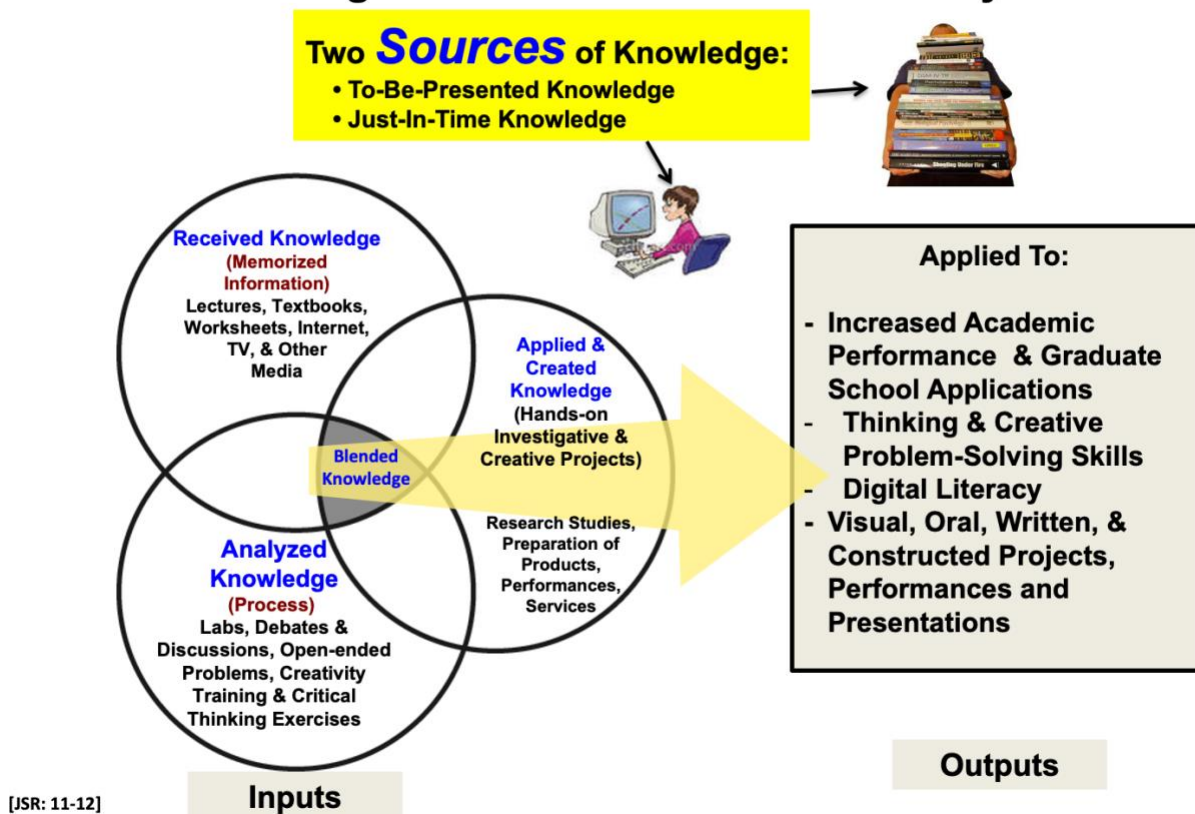 Two Sources of Knowledge:
• To-Be-Presented Knowledge
• Just-In-Time Knowledge
Received Knowledge
(Memorized
Information)
Lectures, Textbooks,
Worksheets, Internet,
TV, & Other
Media
Applied &
Created
Knowledge
(Hands-on
Investigative &
Creative Projects)
Research Studies,
Preparation of
Products,
Performances,
Services
Blended
Knowledge
Analyzed
Knowledge
(Process)
Labs, Debates &
Discussions, Open-ended
Problems, Creativity
Training & Critical
Thinking Exercises
Inputs
Applied To:
- Increased Academic
Performance & Graduate
School Applications
- Thinking & Creative
Problem-Solving Skills
- Digital Literacy
- Visual, Oral, Written, &
Constructed Projects,
Performances and
Presentations
Outputs
[JSR: 11-12]